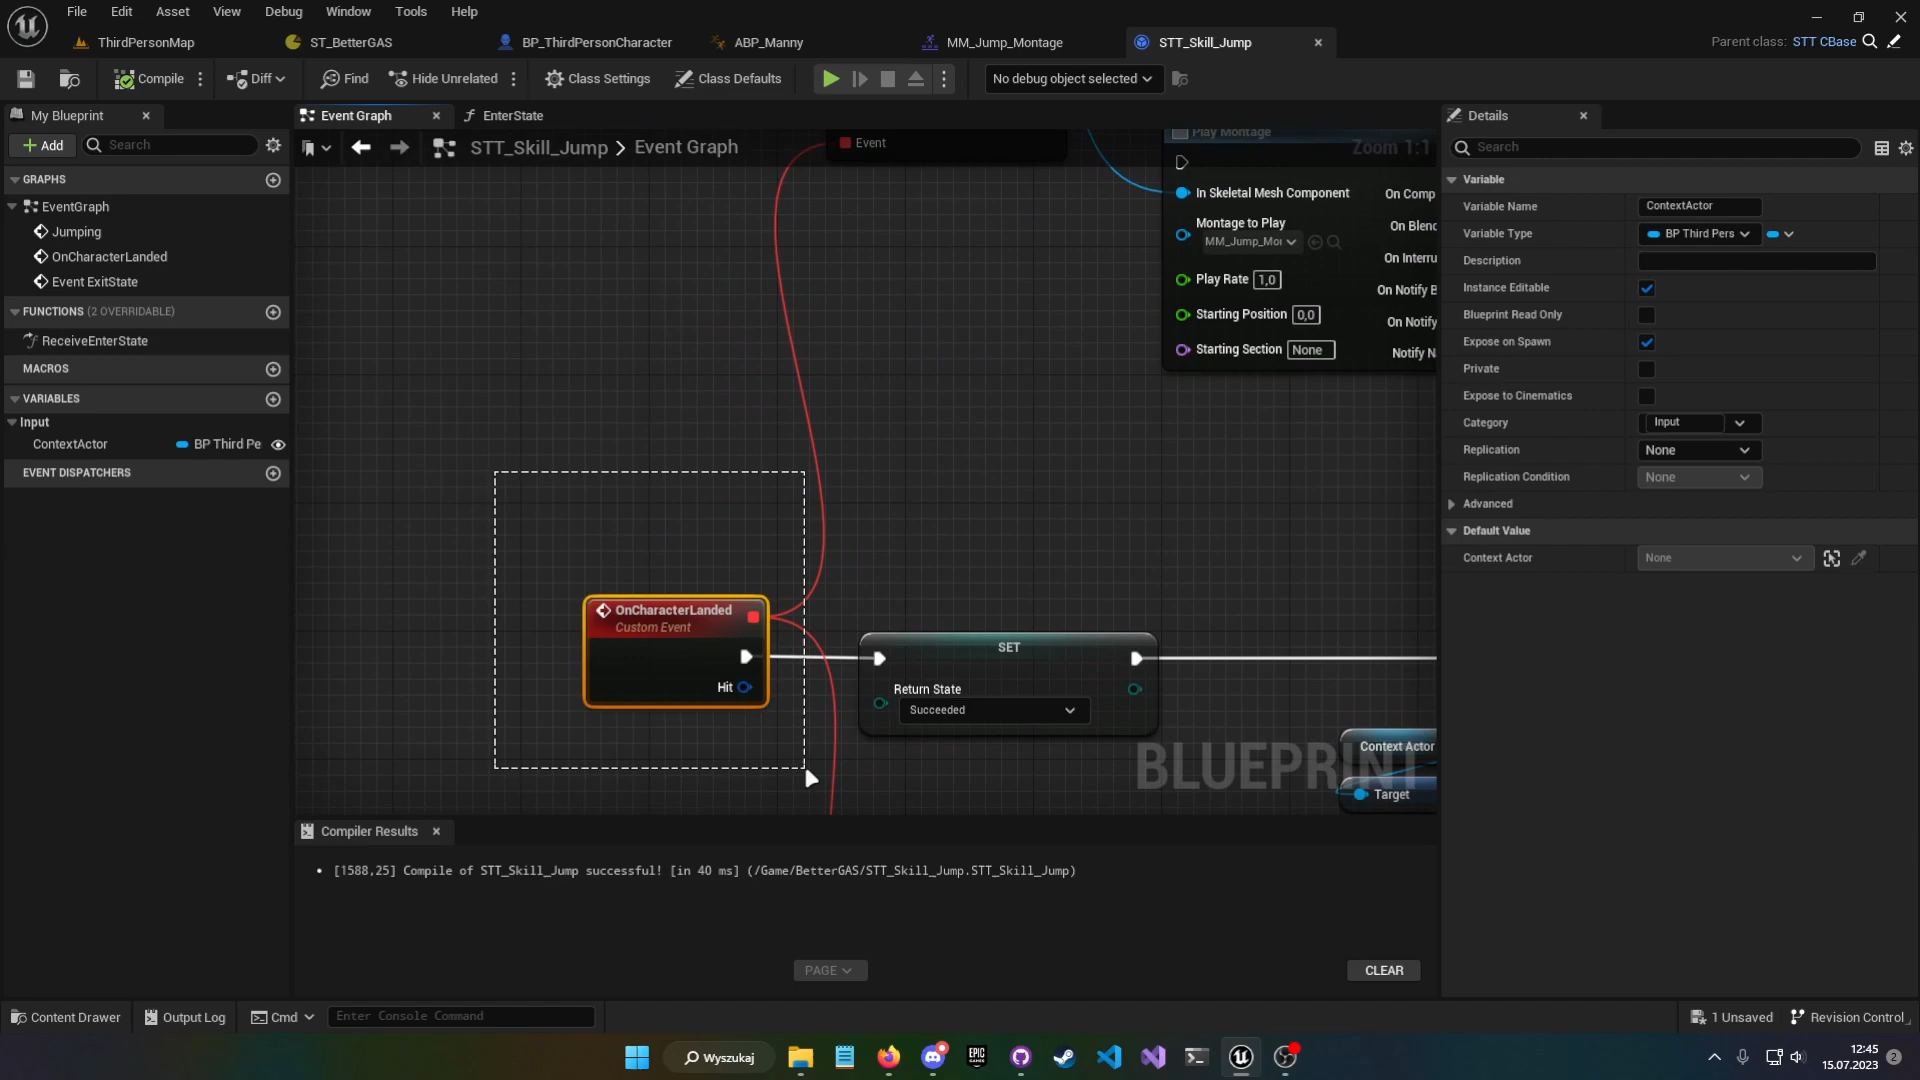 File Edit Asset View Debug Window Tools Help
ThirdPersonMap ST_BetterGAS BP_ThirdPersonCharacter ABP_Manny MM_Jump_Montage STT_Skill_Jump Parent class: STT CBase
Compile Diff Find Hide Unrelated Class Settings Class Defaults No debug object selected
My Blueprint Event Graph EnterState Details
Add Search STT_Skill_Jump > Event Graph Search
GRAPHS
EventGraph
Jumping
OnCharacterLanded
Event ExitState
FUNCTIONS (2 OVERRIDABLE)
ReceiveEnterState
MACROS
VARIABLES
Input
ContextActor BP Third Pe
EVENT DISPATCHERS
Event
Play Montage
Zoom 1:1
In Skeletal Mesh Component On Comp
Montage to Play On Blend
MM_Jump_Mon
On Interru
Play Rate 1,0 On Notify B
Starting Position 0,0 On Notify
Starting Section None Notify N
OnCharacterLanded
Custom Event
Hit
SET
Return State
Succeeded
Context Actor
Target
BLUEPRINT
Variable
Variable Name ContextActor
Variable Type BP Third Pers
Description
Instance Editable
Blueprint Read Only
Expose on Spawn
Private
Expose to Cinematics
Category Input
Replication None
Replication Condition None
Advanced
Default Value
Context Actor None
Compiler Results
• [1588,25] Compile of STT_Skill_Jump successful! [in 40 ms] (/Game/BetterGAS/STT_Skill_Jump.STT_Skill_Jump)
PAGE CLEAR
Content Drawer Output Log Cmd Enter Console Command 1 Unsaved Revision Control
Wyszukaj EPIC GAMES 12:45
15.07.2023 2